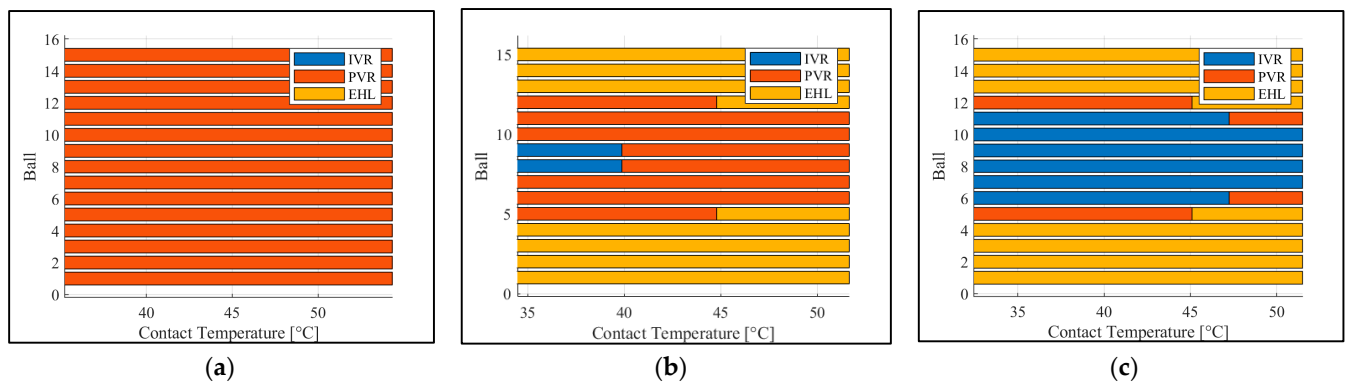 16
14
12
10
8
6
4
2
0
Ball
IVR
PVR
EHL
40 45 50
Contact Temperature [°C]
(a)
15
10
5
0
Ball
IVR
PVR
EHL
35 40 45 50
Contact Temperature [°C]
(b)
16
14
12
10
8
6
4
2
0
Ball
IVR
PVR
EHL
35 40 45 50
Contact Temperature [°C]
(c)